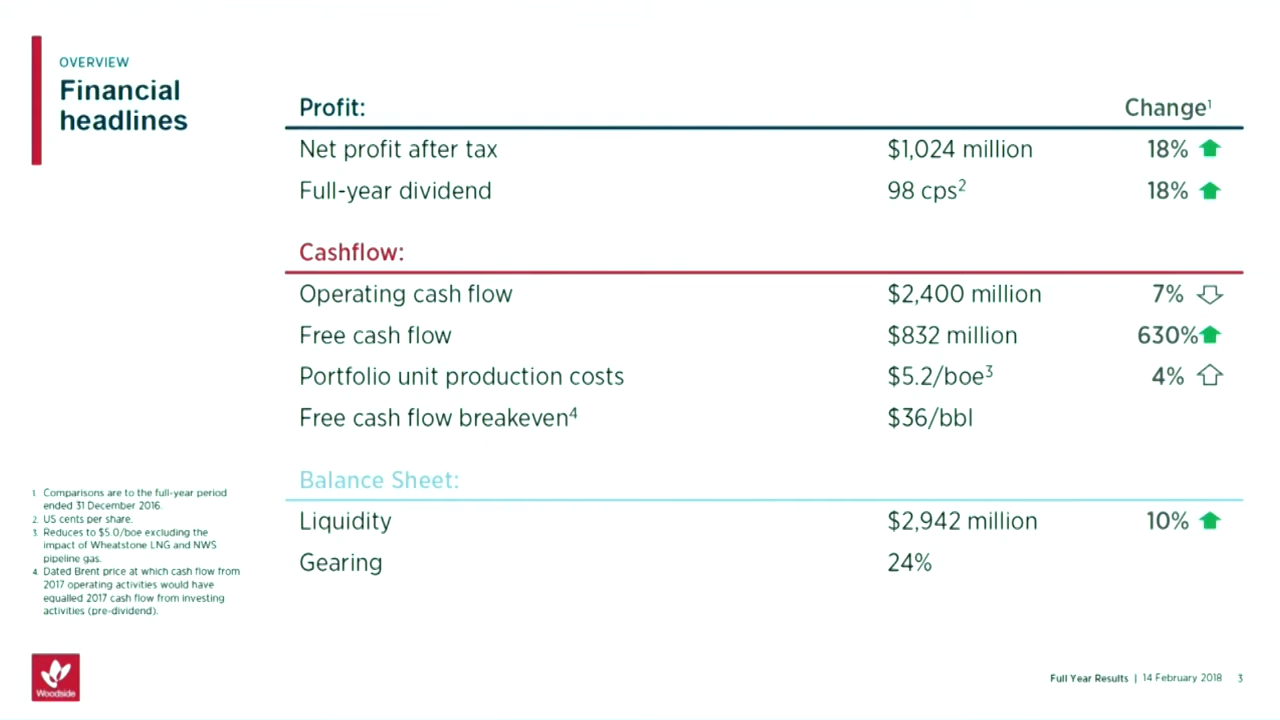 OVERVIEW
Financial
headlines
Profit: Change¹
Net profit after tax $1,024 million 18%
Full-year dividend 98 cps² 18%
Cashflow:
Operating cash flow $2,400 million 7%
Free cash flow $832 million 630%
Portfolio unit production costs $5.2/boe³ 4%
Free cash flow breakeven⁴ $36/bbl
Balance Sheet:
Liquidity $2,942 million 10%
Gearing 24%
1. Comparisons are to the full-year period
ended 31 December 2016.
2. US cents per share.
3. Reduces to $5.0/boe excluding the
impact of Wheatstone LNG and NWS
pipeline gas.
4. Dated Brent price at which cash flow from
2017 operating activities would have
equalled 2017 cash flow from investing
activities (pre-dividend).
Woodside
Full Year Results | 14 February 2018 3